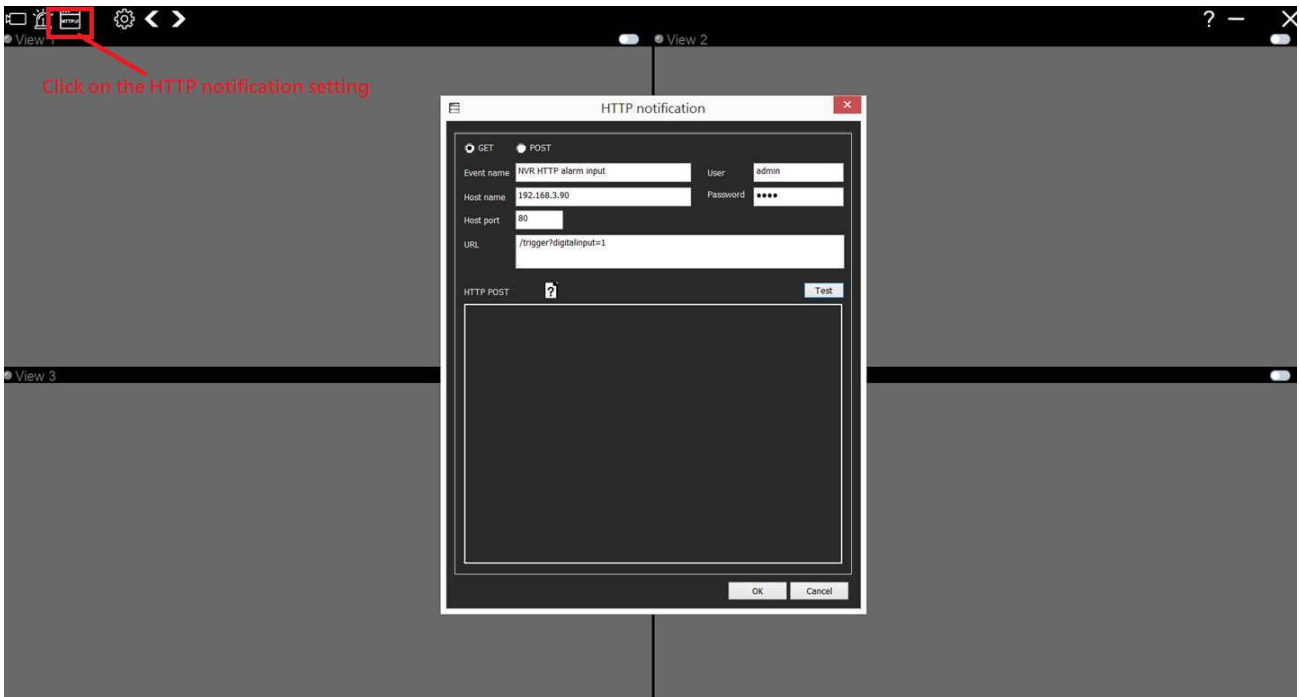 ? — X
View 1
View 2
Click on the HTTP notification setting
HTTP notification
GET POST
Event name NVR HTTP alarm input User admin
Host name 192.168.3.90 Password ••••
Host port 80
URL /trigger?digitalinput=1
HTTP POST ? Test
View 3
OK Cancel